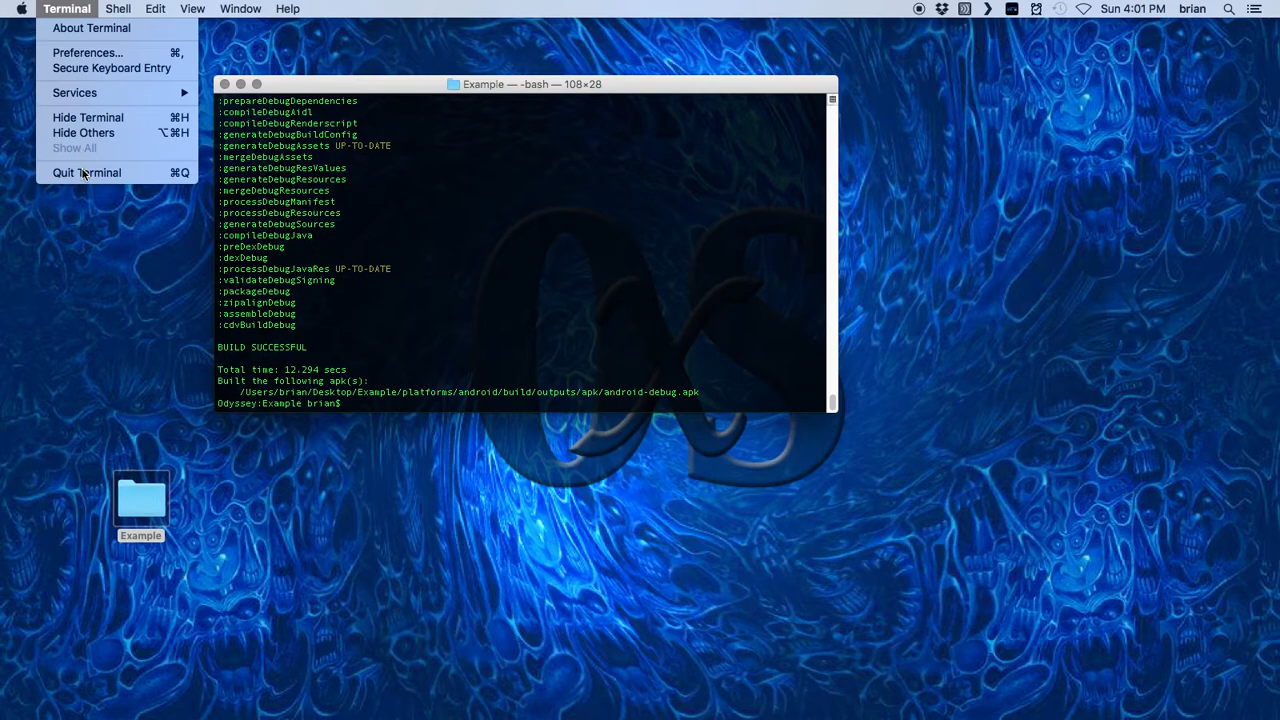 Terminal Shell Edit View Window Help Sun 4:01 PM brian
About Terminal
Preferences... ⌘,
Secure Keyboard Entry
Services
Hide Terminal ⌘H
Hide Others ⌥⌘H
Show All
Quit Terminal ⌘Q
Example — -bash — 108×28
:prepareDebugDependencies
:compileDebugAidl
:compileDebugRenderscript
:generateDebugBuildConfig
:generateDebugAssets UP-TO-DATE
:mergeDebugAssets
:generateDebugResValues
:generateDebugResources
:mergeDebugResources
:processDebugManifest
:processDebugResources
:generateDebugSources
:compileDebugJava
:preDexDebug
:dexDebug
:processDebugJavaRes UP-TO-DATE
:validateDebugSigning
:packageDebug
:zipalignDebug
:assembleDebug
:cdvBuildDebug
BUILD SUCCESSFUL
Total time: 12.294 secs
Built the following apk(s):
/Users/brian/Desktop/Example/platforms/android/build/outputs/apk/android-debug.apk
Odyssey:Example brian$
OS
X
Example